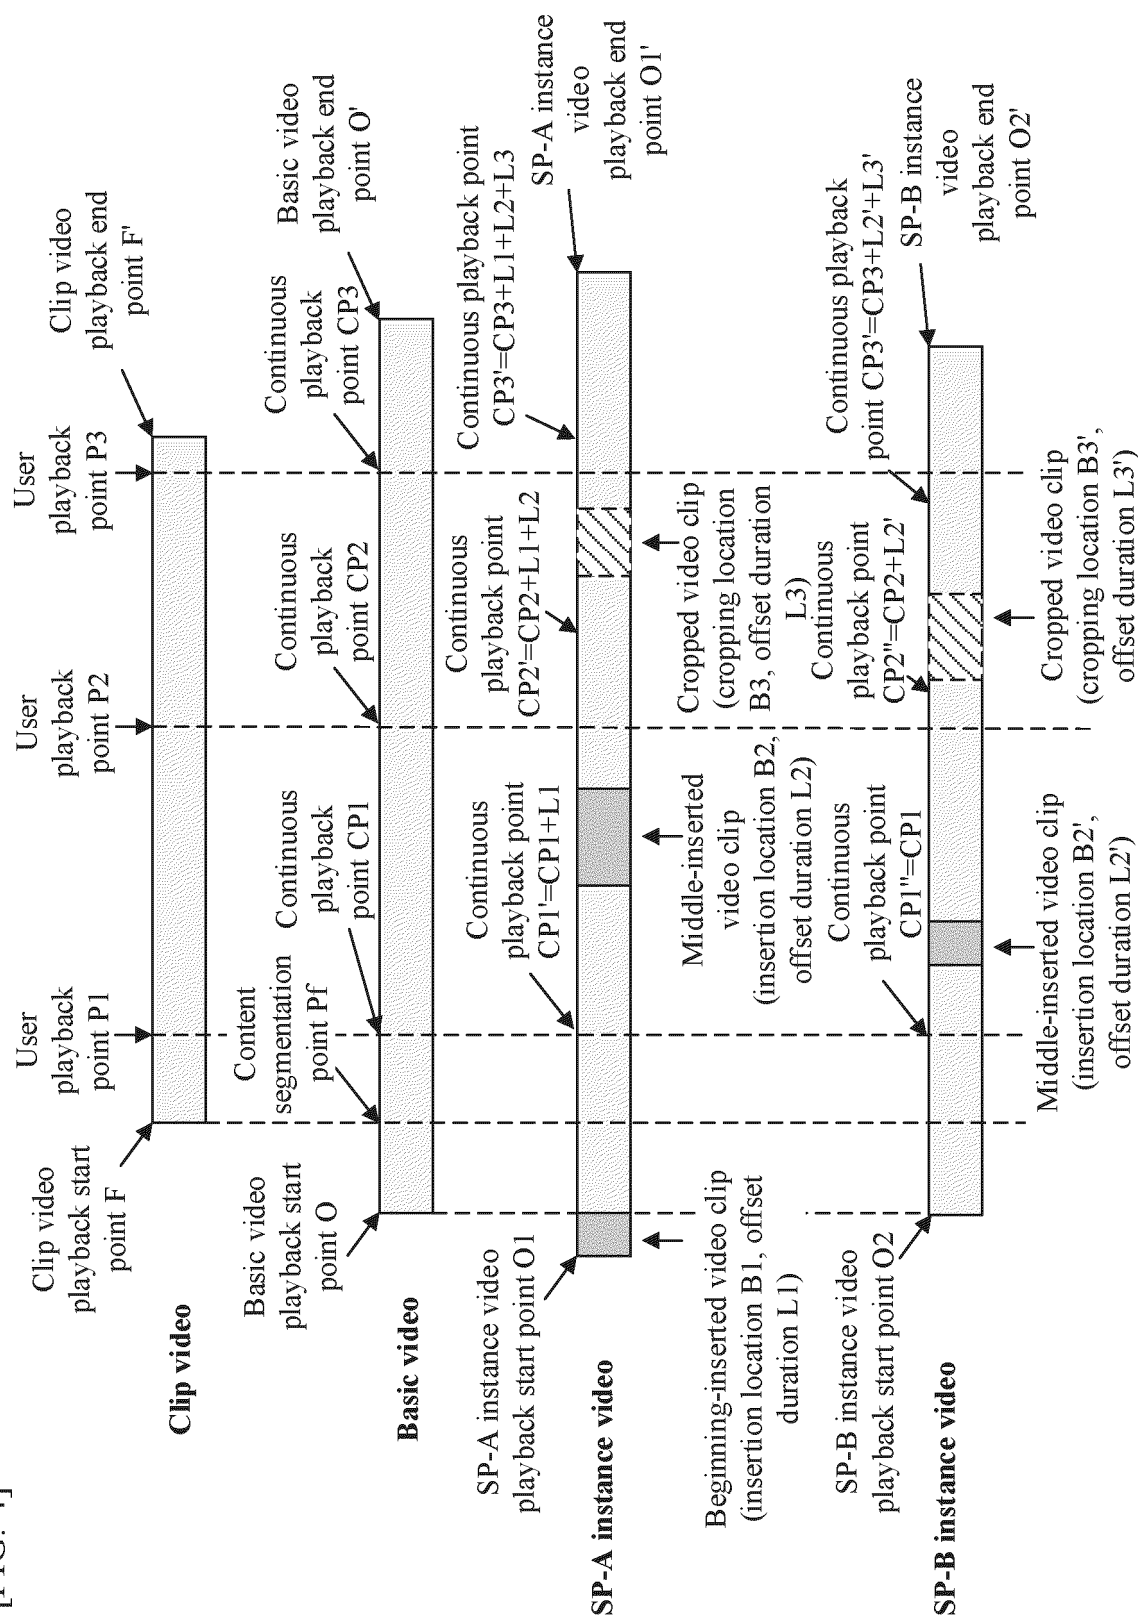 [FIG.
Clip video
Clip video
playback start
point F
User
playback
point P1
User
playback
point P2
User
playback
point P3
Clip video
playback end
point F'
Basic video
Basic video
playback start
point O
Content
segmentation
point Pf
Continuous
playback
point CP1
Continuous
playback
point CP2
Continuous
playback
point CP3
Basic video
playback end
point O'
SP-A instance video
SP-A instance video
playback start point O1
Continuous
playback point
CP1'=CP1+L1
Continuous
playback point
CP2'=CP2+L1+L2
Continuous playback point
CP3'=CP3+L1+L2+L3
SP-A instance
video
playback end
point O1'
Beginning-inserted video clip
(insertion location B1, offset
duration L1)
Middle-inserted
video clip
(insertion location B2,
offset duration L2)
Cropped video clip
(cropping location
B3, offset duration
L3)
SP-B instance video
SP-B instance video
playback start point O2
Continuous
playback point
CP1''=CP1
Continuous
playback point
CP2''=CP2+L2'
Continuous playback
point CP3'=CP3+L2'+L3'
SP-B instance
video
playback end
point O2'
Middle-inserted video clip
(insertion location B2',
offset duration L2')
Cropped video clip
(cropping location B3',
offset duration L3')